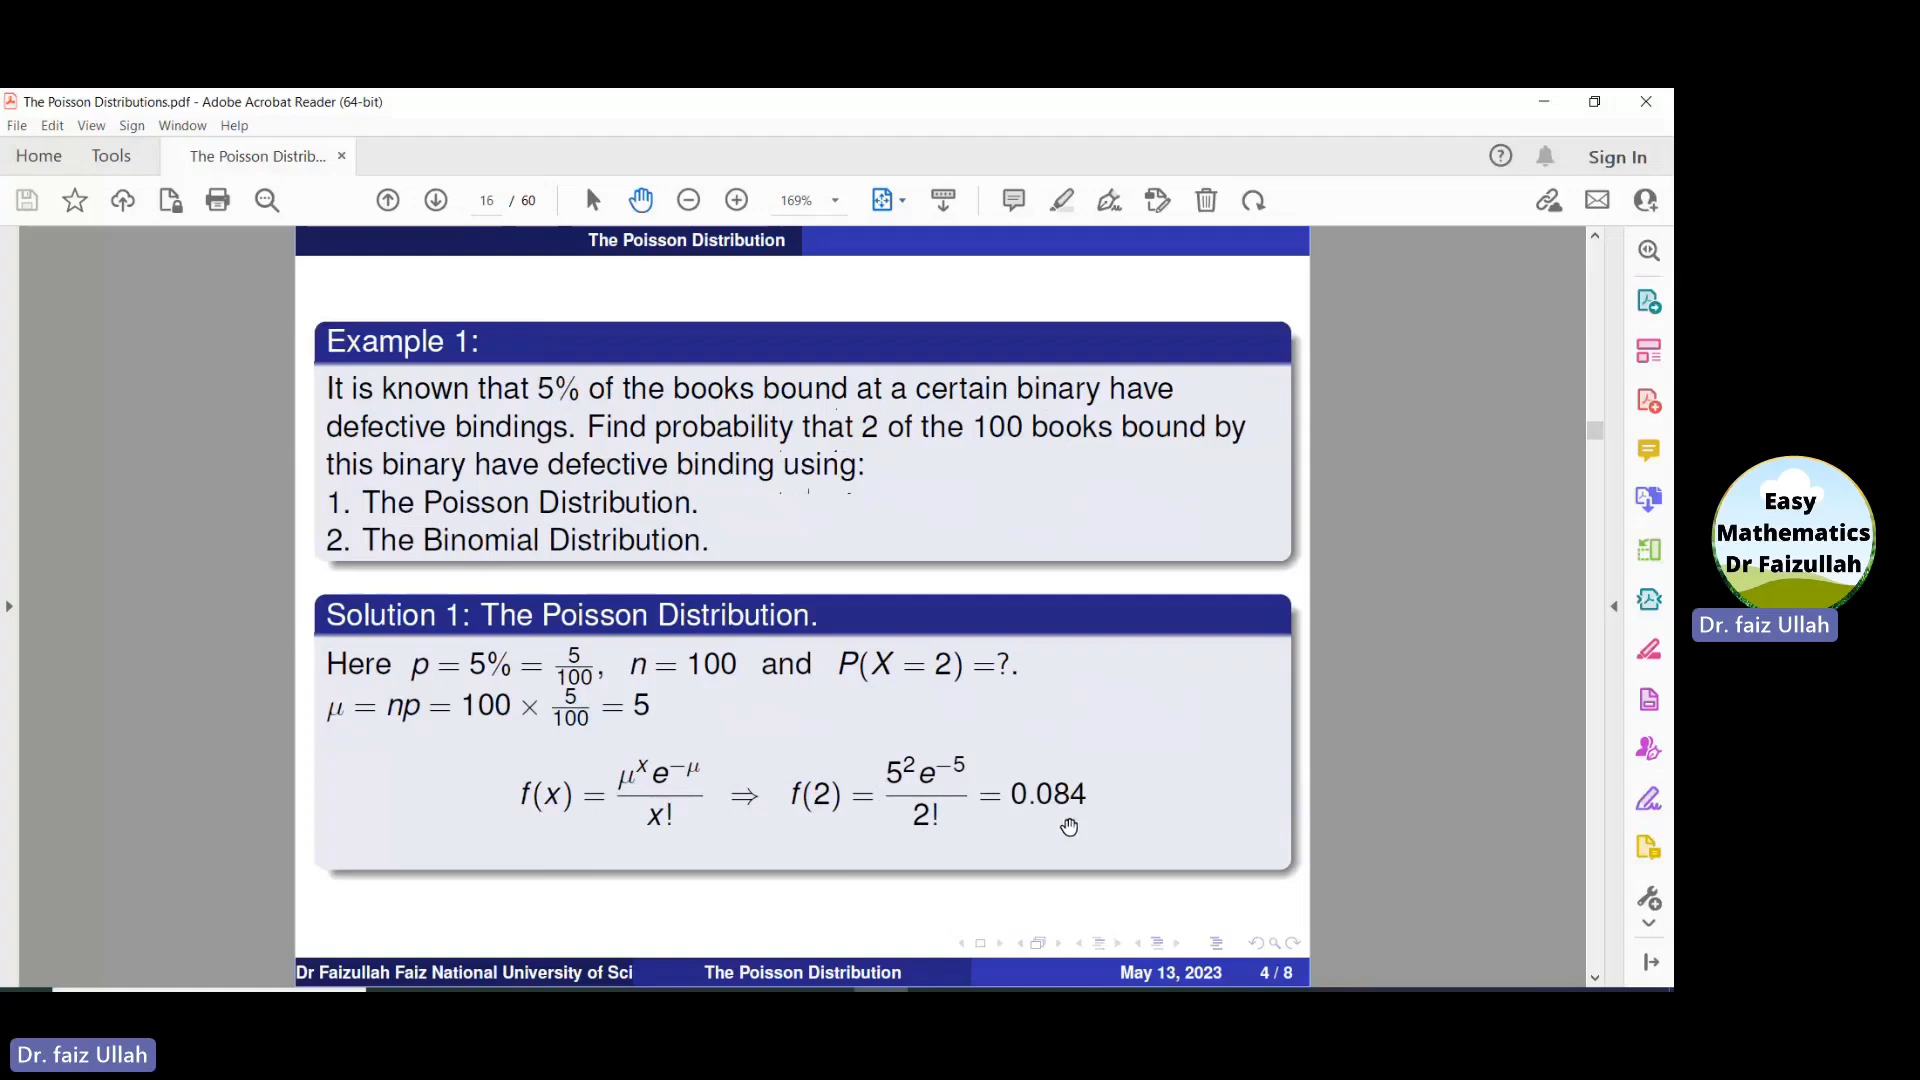 The Poisson Distributions.pdf - Adobe Acrobat Reader (64-bit)
File Edit View Sign Window Help
Home Tools The Poisson Distrib... ×
Sign In
16 / 60 169%
The Poisson Distribution
Example 1:
It is known that 5% of the books bound at a certain binary have
defective bindings. Find probability that 2 of the 100 books bound by
this binary have defective binding using:
1. The Poisson Distribution.
2. The Binomial Distribution.
Solution 1: The Poisson Distribution.
Here p = 5% = 5/100, n = 100 and P(X = 2) =?.
μ = np = 100 × 5/100 = 5
f(x) = μ^x e^−μ / x! ⇒ f(2) = 5^2 e^−5 / 2! = 0.084
Dr Faizullah Faiz National University of Sci The Poisson Distribution May 13, 2023 4 / 8
Easy
Mathematics
Dr Faizullah
Dr. faiz Ullah
Dr. faiz Ullah